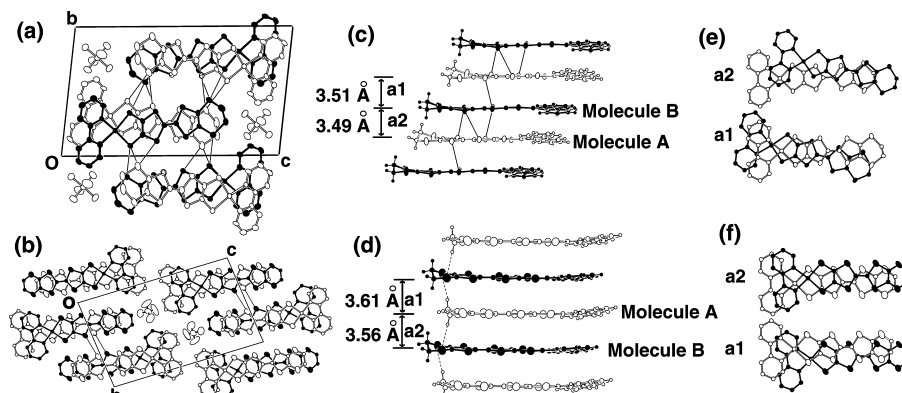 (a)
b
O
c
(b)
c
O
(c)
3.51 Å a1
3.49 Å a2
Molecule B
Molecule A
(d)
3.61 Å a1
3.56 Å a2
Molecule A
Molecule B
(e)
a2
a1
(f)
a2
a1